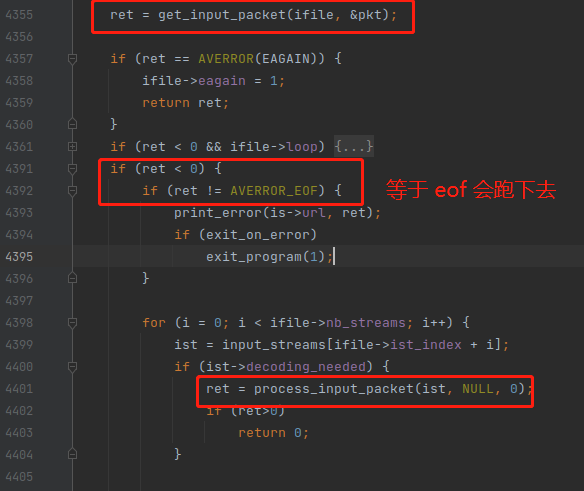 4355 ret = get_input_packet(ifile, &pkt);
4356
4357 if (ret == AVERROR(EAGAIN)) {
4358 ifile->eagain = 1;
4359 return ret;
4360 }
4361 if (ret < 0 && ifile->loop) {...}
4391 if (ret < 0) {
4392 if (ret != AVERROR_EOF) { 等于 eof 会跑下去
4393 print_error(is->url, ret);
4394 if (exit_on_error)
4395 exit_program(1);
4396 }
4397
4398 for (i = 0; i < ifile->nb_streams; i++) {
4399 ist = input_streams[ifile->ist_index + i];
4400 if (ist->decoding_needed) {
4401 ret = process_input_packet(ist, NULL, 0);
4402 if (ret>0)
4403 return 0;
4404 }
4405